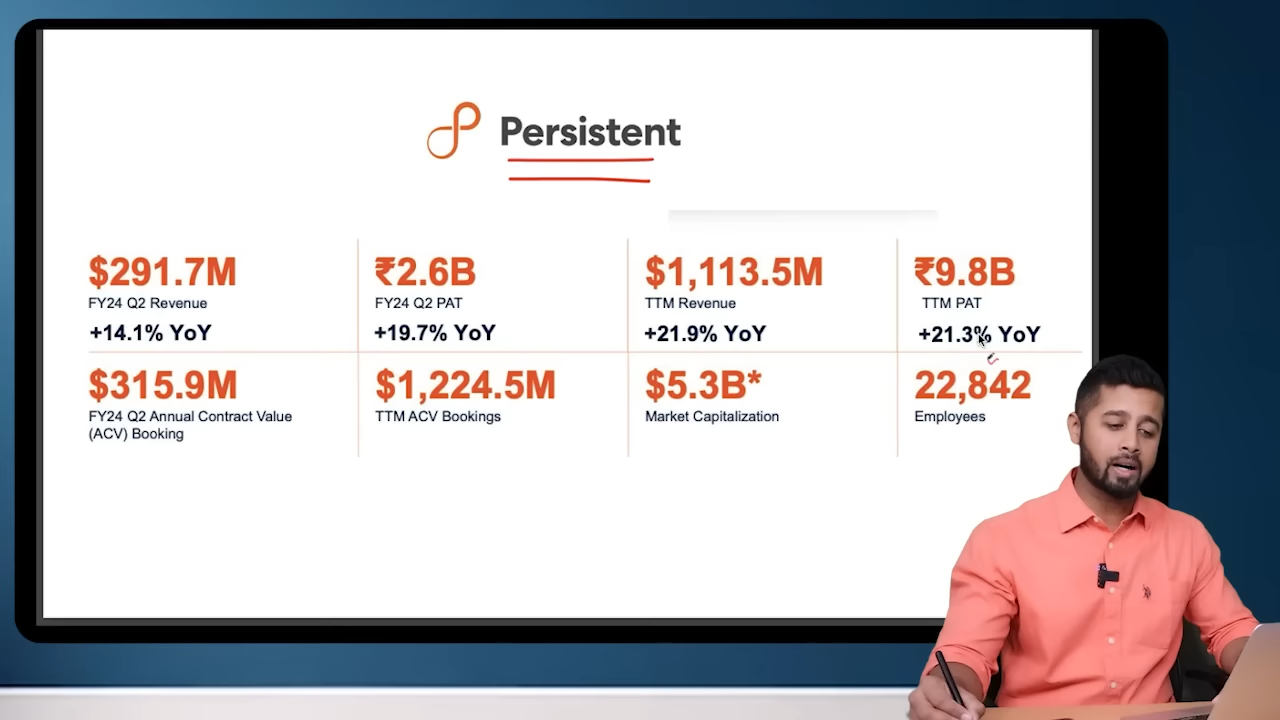 Persistent
$291.7M
FY24 Q2 Revenue
+14.1% YoY
₹2.6B
FY24 Q2 PAT
+19.7% YoY
$1,113.5M
TTM Revenue
+21.9% YoY
₹9.8B
TTM PAT
+21.3% YoY
$315.9M
FY24 Q2 Annual Contract Value
(ACV) Booking
$1,224.5M
TTM ACV Bookings
$5.3B*
Market Capitalization
22,842
Employees